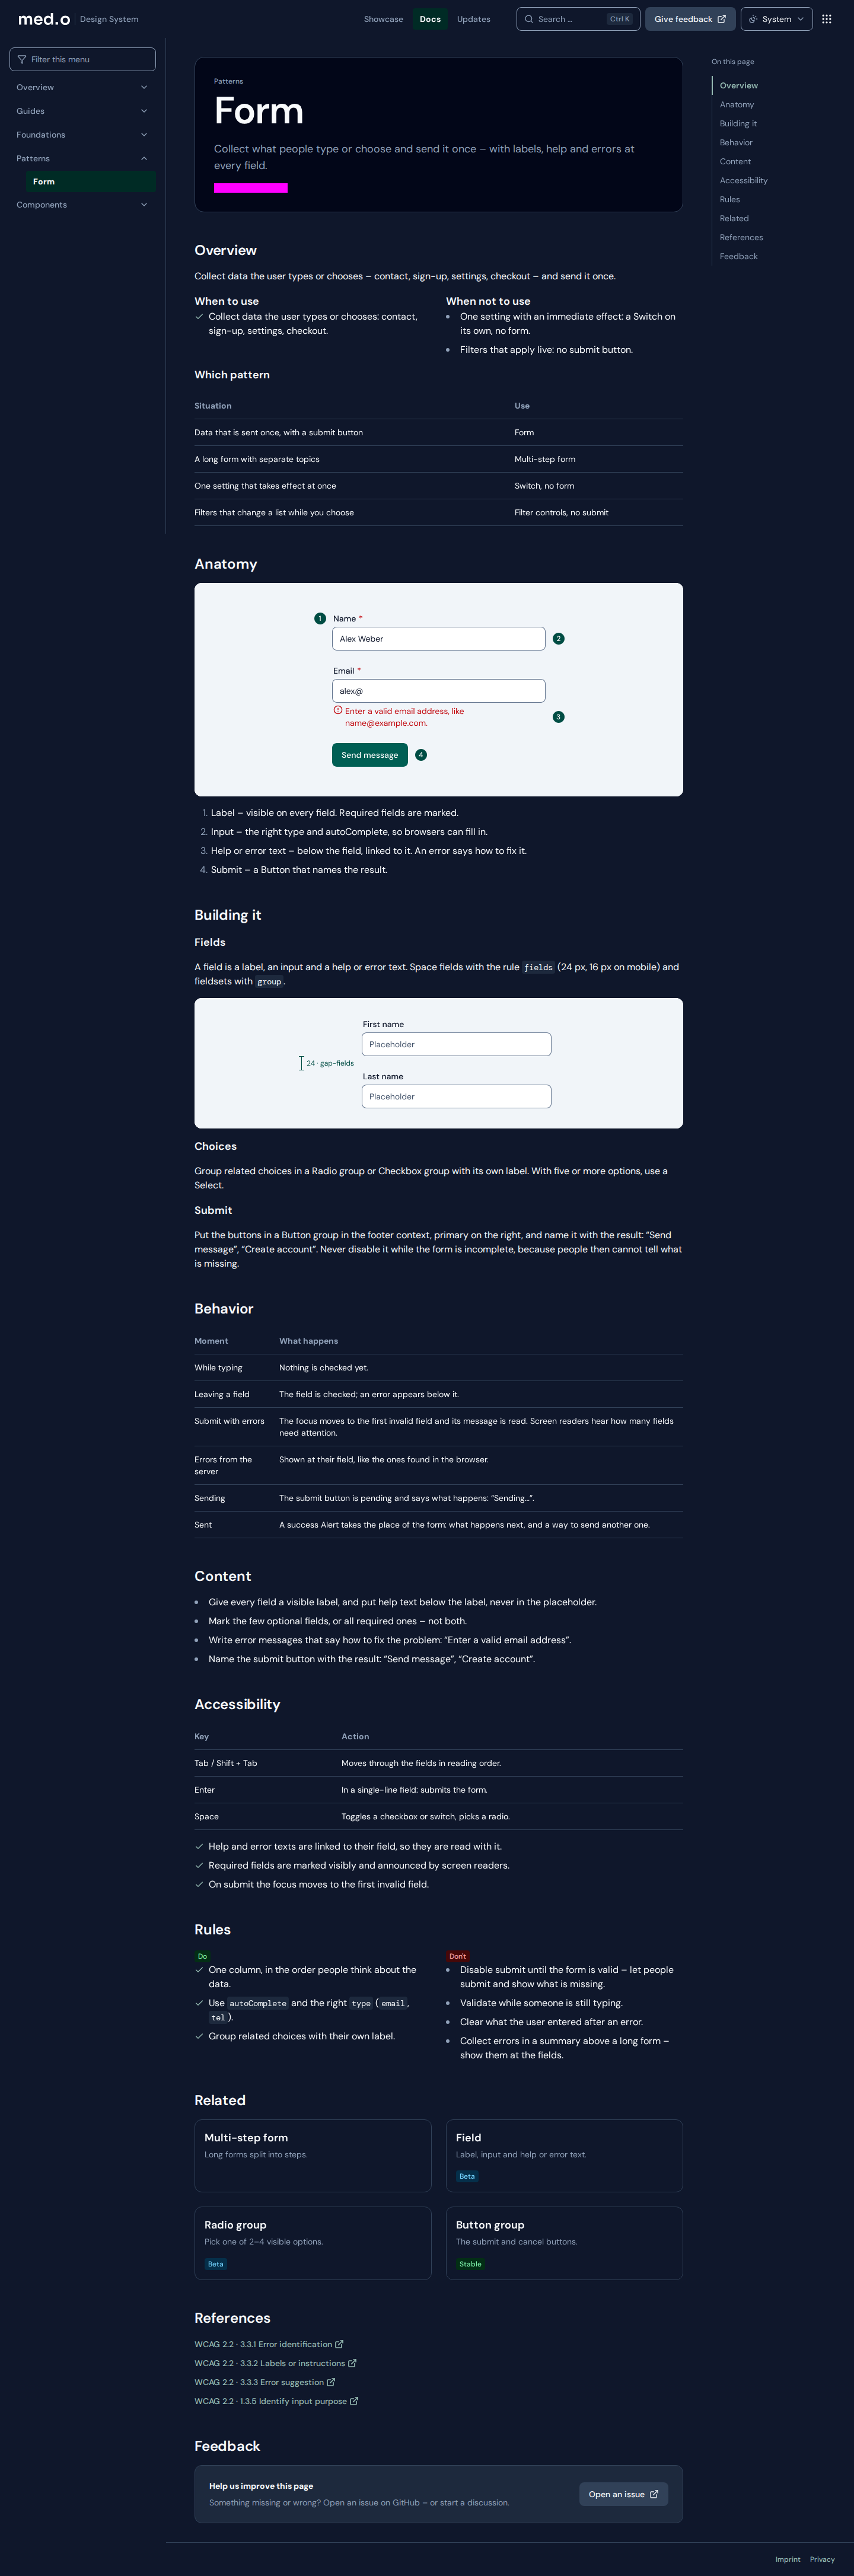 med.o Design System
Showcase Docs Updates
Search ... Ctrl K
Give feedback
System
Filter this menu
Overview
Guides
Foundations
Patterns
Form
Components
Patterns
Form
Collect what people type or choose and send it once – with labels, help and errors at
every field.
On this page
Overview
Anatomy
Building it
Behavior
Content
Accessibility
Rules
Related
References
Feedback
Overview
Collect data the user types or chooses – contact, sign-up, settings, checkout – and send it once.
When to use
Collect data the user types or chooses: contact,
sign-up, settings, checkout.
When not to use
One setting with an immediate effect: a Switch on
its own, no form.
Filters that apply live: no submit button.
Which pattern
Situation Use
Data that is sent once, with a submit button Form
A long form with separate topics Multi-step form
One setting that takes effect at once Switch, no form
Filters that change a list while you choose Filter controls, no submit
Anatomy
1 Name *
Alex Weber 2
Email *
alex@
Enter a valid email address, like
name@example.com. 3
Send message 4
1. Label – visible on every field. Required fields are marked.
2. Input – the right type and autoComplete, so browsers can fill in.
3. Help or error text – below the field, linked to it. An error says how to fix it.
4. Submit – a Button that names the result.
Building it
Fields
A field is a label, an input and a help or error text. Space fields with the rule fields (24 px, 16 px on mobile) and
fieldsets with group.
First name
Placeholder
24 · gap-fields
Last name
Placeholder
Choices
Group related choices in a Radio group or Checkbox group with its own label. With five or more options, use a
Select.
Submit
Put the buttons in a Button group in the footer context, primary on the right, and name it with the result: “Send
message”, “Create account”. Never disable it while the form is incomplete, because people then cannot tell what
is missing.
Behavior
Moment What happens
While typing Nothing is checked yet.
Leaving a field The field is checked; an error appears below it.
Submit with errors The focus moves to the first invalid field and its message is read. Screen readers hear how many fields
need attention.
Errors from the
server
Shown at their field, like the ones found in the browser.
Sending The submit button is pending and says what happens: “Sending…”.
Sent A success Alert takes the place of the form: what happens next, and a way to send another one.
Content
Give every field a visible label, and put help text below the label, never in the placeholder.
Mark the few optional fields, or all required ones – not both.
Write error messages that say how to fix the problem: “Enter a valid email address”.
Name the submit button with the result: “Send message”, “Create account”.
Accessibility
Key Action
Tab / Shift + Tab Moves through the fields in reading order.
Enter In a single-line field: submits the form.
Space Toggles a checkbox or switch, picks a radio.
Help and error texts are linked to their field, so they are read with it.
Required fields are marked visibly and announced by screen readers.
On submit the focus moves to the first invalid field.
Rules
Do
One column, in the order people think about the
data.
Use autoComplete and the right type (email,
tel).
Group related choices with their own label.
Don't
Disable submit until the form is valid – let people
submit and show what is missing.
Validate while someone is still typing.
Clear what the user entered after an error.
Collect errors in a summary above a long form –
show them at the fields.
Related
Multi-step form
Long forms split into steps.
Field
Label, input and help or error text.
Beta
Radio group
Pick one of 2–4 visible options.
Beta
Button group
The submit and cancel buttons.
Stable
References
WCAG 2.2 · 3.3.1 Error identification
WCAG 2.2 · 3.3.2 Labels or instructions
WCAG 2.2 · 3.3.3 Error suggestion
WCAG 2.2 · 1.3.5 Identify input purpose
Feedback
Help us improve this page
Something missing or wrong? Open an issue on GitHub – or start a discussion.
Open an issue
Imprint Privacy